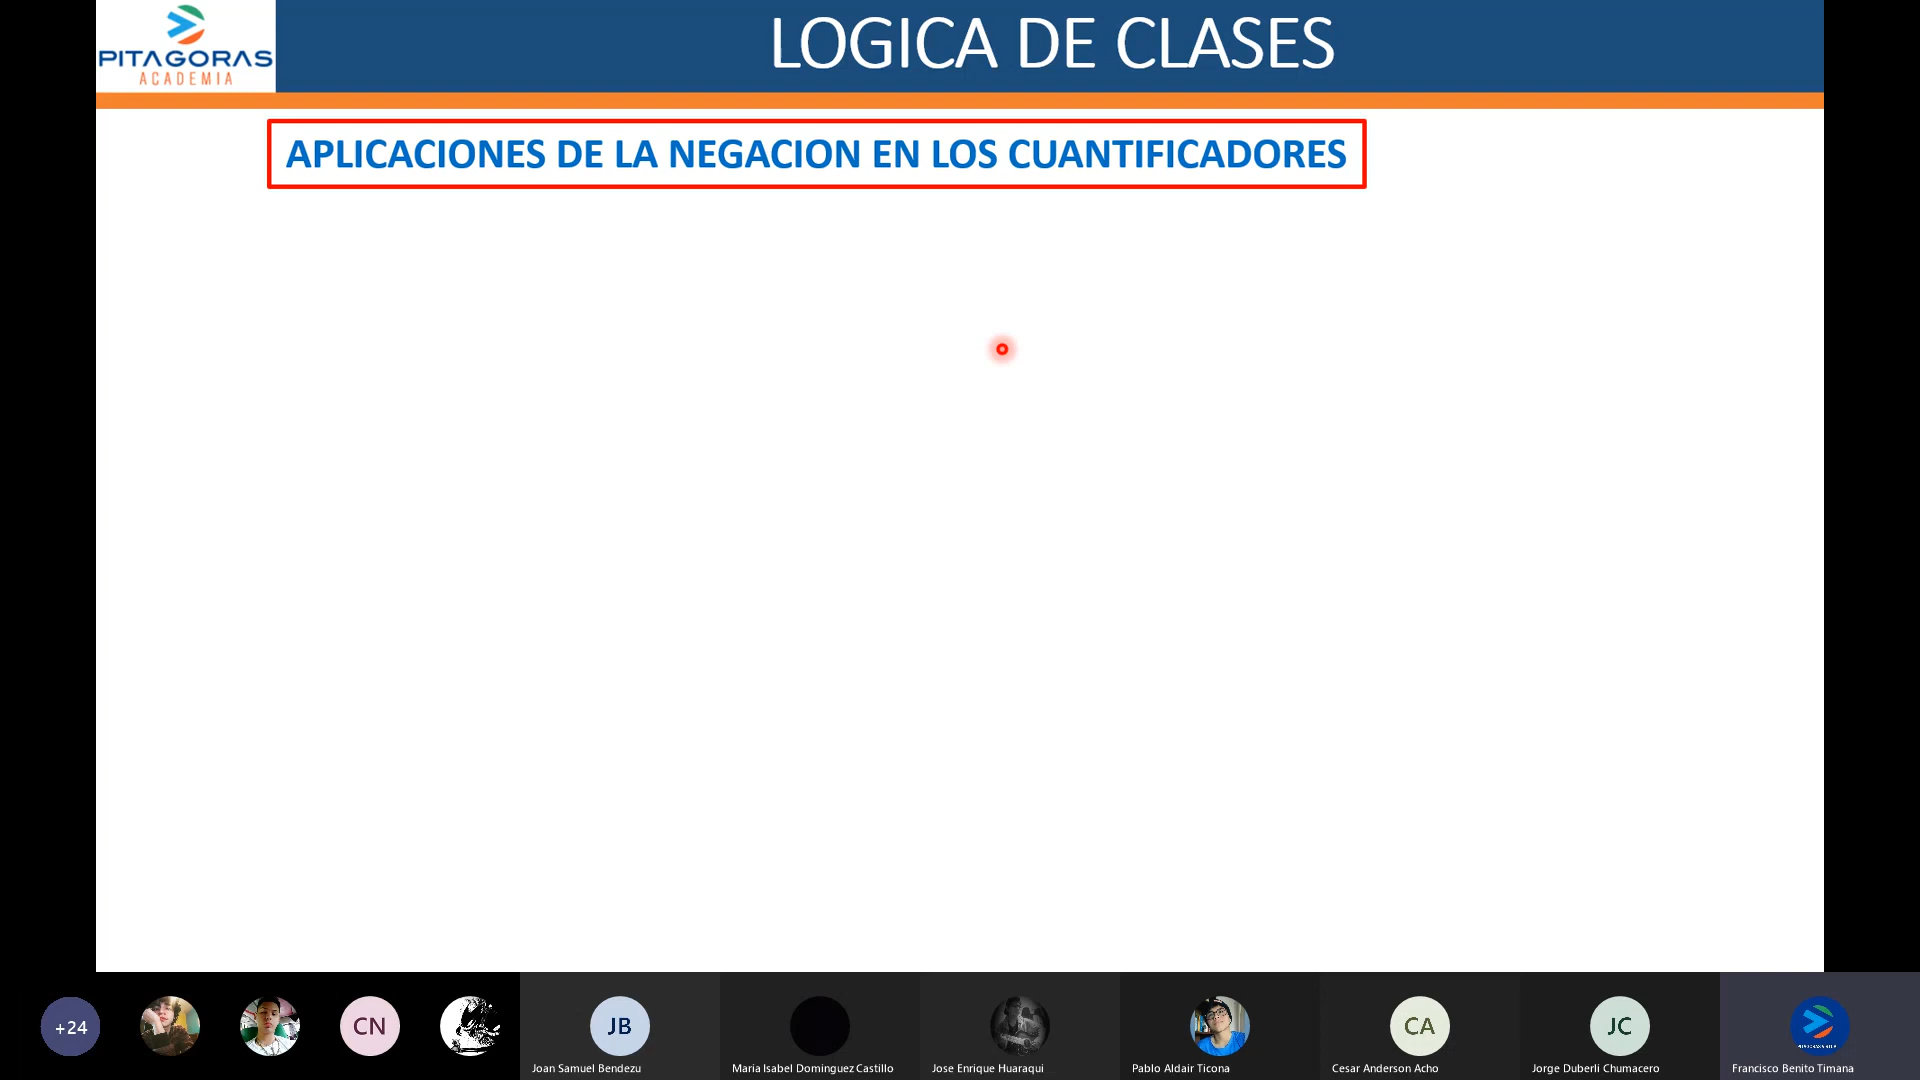 PITAGORAS
ACADEMIA
LOGICA DE CLASES
APLICACIONES DE LA NEGACION EN LOS CUANTIFICADORES
+24
CN
JB
CA
JC
Joan Samuel Bendezu
Maria Isabel Dominguez Castillo
Jose Enrique Huaraqui
Pablo Aldair Ticona
Cesar Anderson Acho
Jorge Duberli Chumacero
Francisco Benito Timana